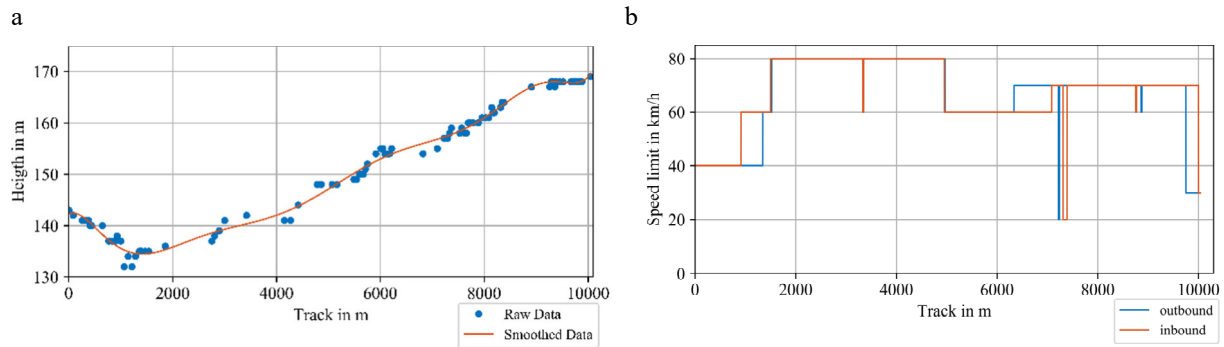 a
Heigth in m
170
160
150
140
130
0
2000
4000
6000
8000
10000
Track in m
Raw Data
Smoothed Data
b
Speed limit in km/h
80
60
40
20
0
0
2000
4000
6000
8000
10000
Track in m
outbound
inbound